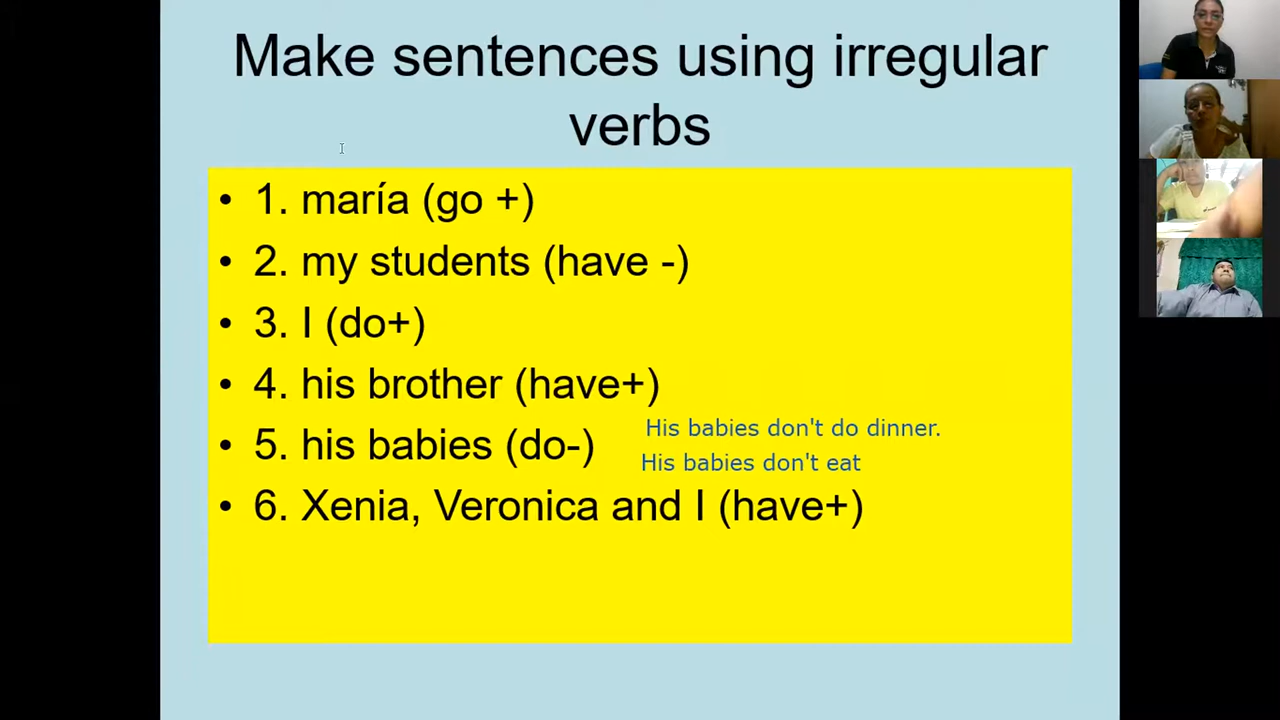 Make sentences using irregular
verbs
• 1. maría (go +)
• 2. my students (have -)
• 3. I (do+)
• 4. his brother (have+)
His babies don't do dinner.
• 5. his babies (do-)
His babies don't eat
• 6. Xenia, Veronica and I (have+)